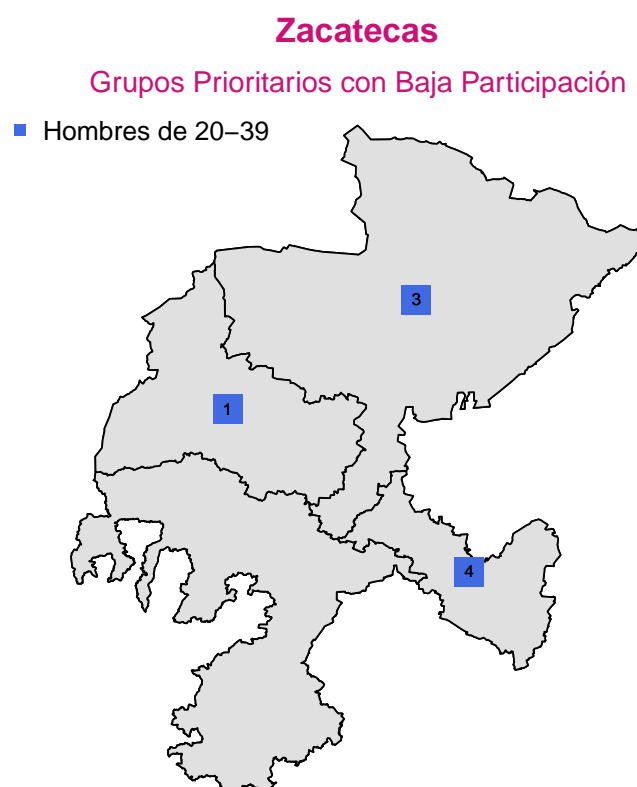 Zacatecas
Grupos Prioritarios con Baja Participación
Hombres de 20–39
3
1
4